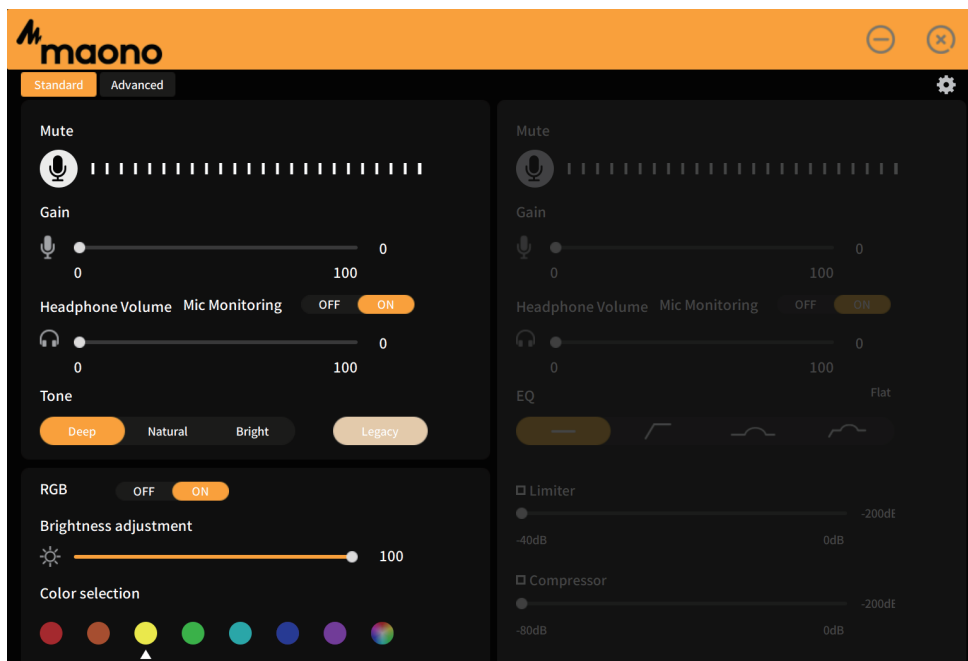 maono
Standard Advanced
Mute
Gain
0
0 100
Headphone Volume Mic Monitoring OFF ON
0
0 100
Tone
Deep Natural Bright Legacy
RGB OFF ON
Brightness adjustment
100
Color selection
Mute
Gain
0
0 100
Headphone Volume Mic Monitoring OFF ON
0
0 100
EQ Flat
Limiter
-200dB
-40dB 0dB
Compressor
-200dB
-80dB 0dB